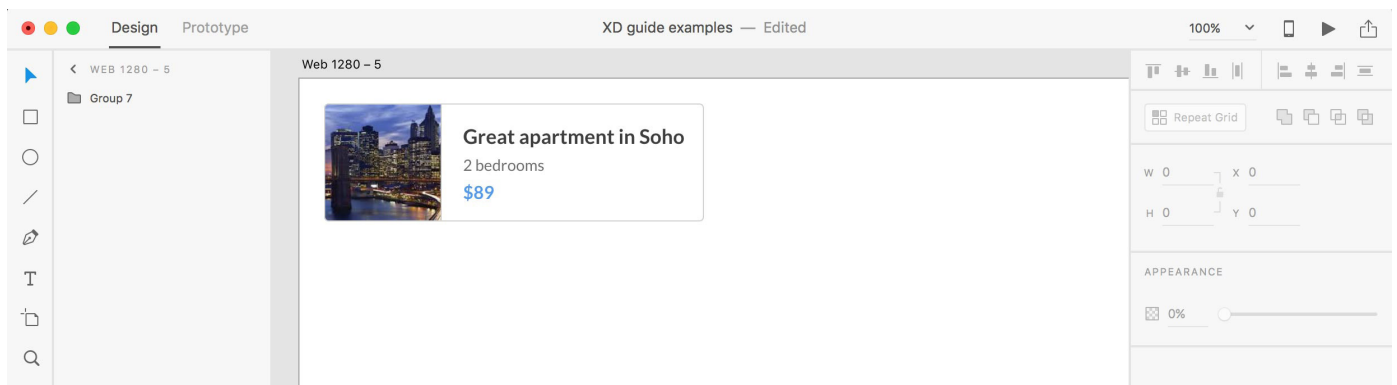 Design Prototype XD guide examples — Edited 100%
WEB 1280 – 5
Group 7
Web 1280 – 5
Great apartment in Soho
2 bedrooms
$89
Repeat Grid
W 0 X 0
H 0 Y 0
APPEARANCE
0%